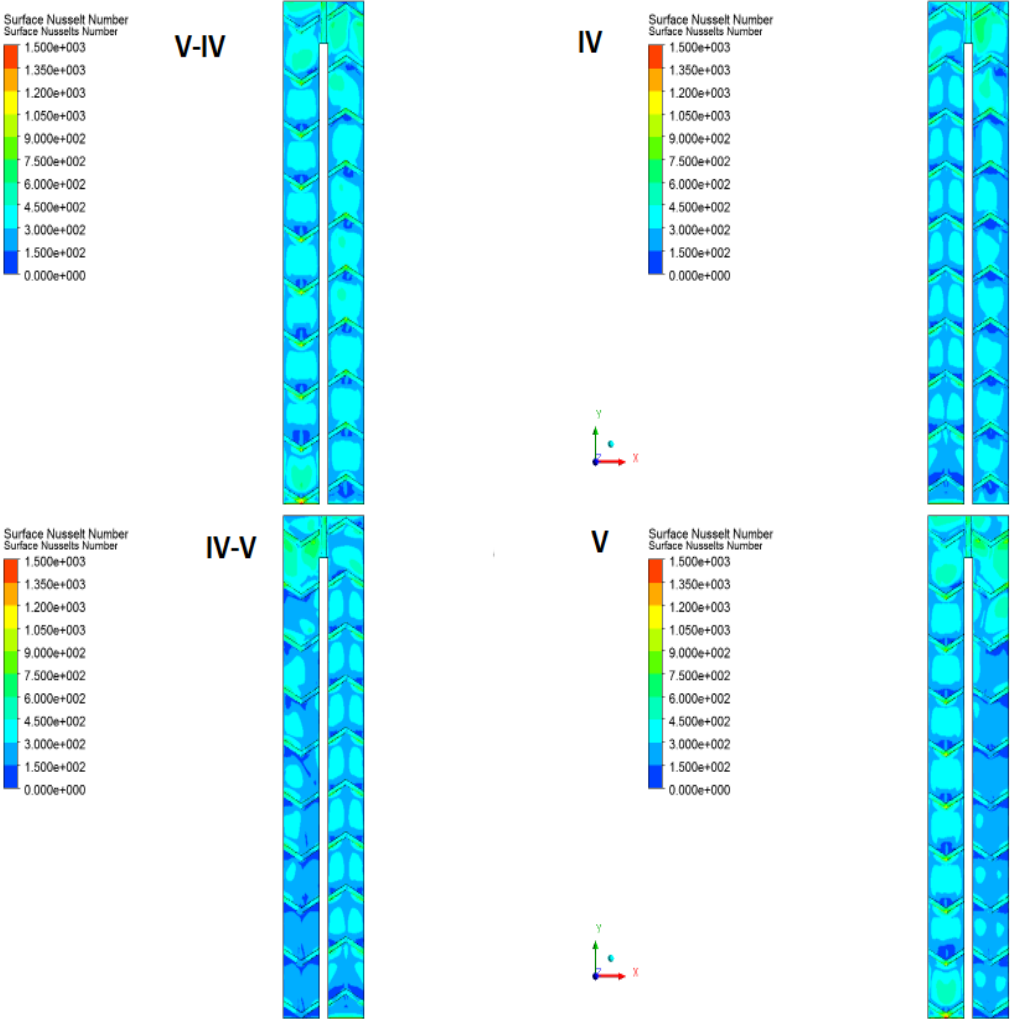 Surface Nusselt Number
Surface Nusselts Number
1.500e+003
1.350e+003
1.200e+003
1.050e+003
9.000e+002
7.500e+002
6.000e+002
4.500e+002
3.000e+002
1.500e+002
0.000e+000
V-IV
IV
Surface Nusselt Number
Surface Nusselts Number
1.500e+003
1.350e+003
1.200e+003
1.050e+003
9.000e+002
7.500e+002
6.000e+002
4.500e+002
3.000e+002
1.500e+002
0.000e+000
Y
Z
X
Surface Nusselt Number
Surface Nusselts Number
1.500e+003
1.350e+003
1.200e+003
1.050e+003
9.000e+002
7.500e+002
6.000e+002
4.500e+002
3.000e+002
1.500e+002
0.000e+000
IV-V
V
Surface Nusselt Number
Surface Nusselts Number
1.500e+003
1.350e+003
1.200e+003
1.050e+003
9.000e+002
7.500e+002
6.000e+002
4.500e+002
3.000e+002
1.500e+002
0.000e+000
Y
Z
X